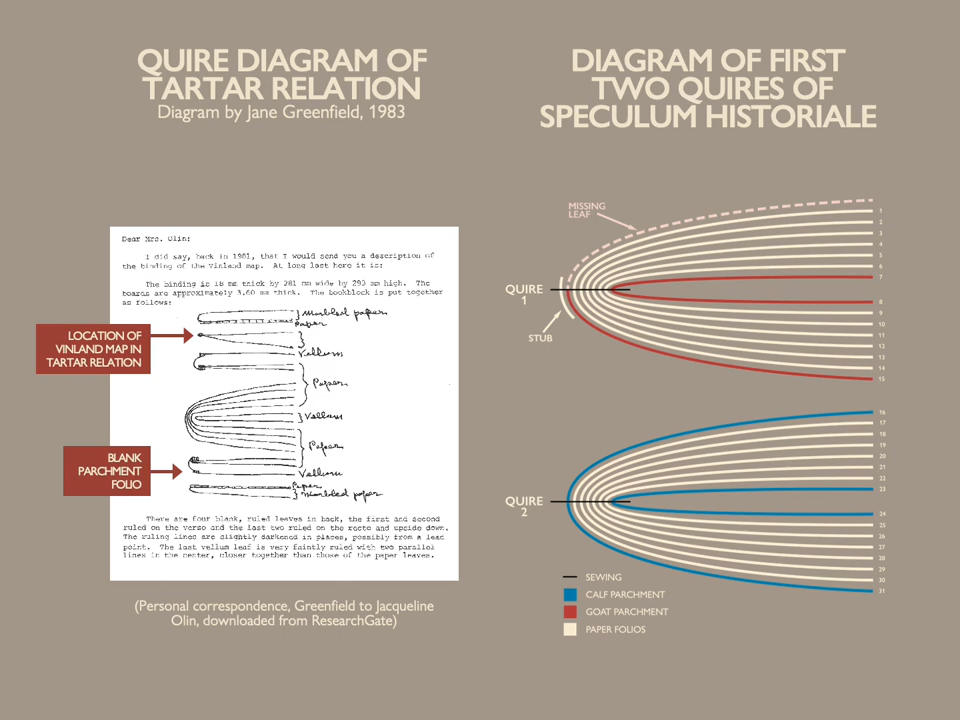 QUIRE DIAGRAM OF
TARTAR RELATION
Diagram by Jane Greenfield, 1983
Dear Mrs. Olin:
I did say, back in 1981, that I would send you a description of
the binding of the Vinland map. At long last here it is:
The binding is 18 mm thick by 281 mm wide by 293 mm high. The
boards are approximately 3.60 mm thick. The bookblock is put together
as follows:
Marbled paper
Paper
Vellum
Paper
Vellum
Paper
Vellum
Paper
Marbled paper
LOCATION OF
VINLAND MAP IN
TARTAR RELATION
BLANK
PARCHMENT
FOLIO
There are four blank, ruled leaves in back, the first and second
ruled on the verso and the last two ruled on the recto and upside down.
The ruling lines are slightly darkened in places, possibly from a lead
point. The last vellum leaf is very faintly ruled with two parallel
lines in the center, closer together than those of the paper leaves.
(Personal correspondence, Greenfield to Jacqueline
Olin, downloaded from ResearchGate)
DIAGRAM OF FIRST
TWO QUIRES OF
SPECULUM HISTORIALE
MISSING
LEAF
1
2
3
4
5
6
7
QUIRE
1
8
9
10
11
12
13
14
15
STUB
16
17
18
19
20
21
22
23
QUIRE
2
24
25
26
27
28
29
30
31
SEWING
CALF PARCHMENT
GOAT PARCHMENT
PAPER FOLIOS